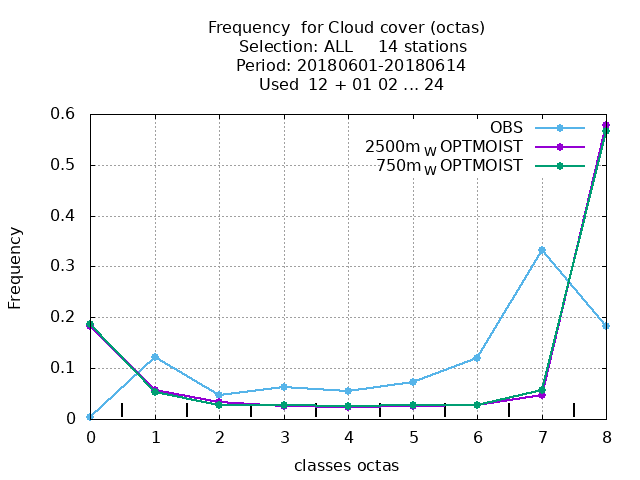 Frequency  for Cloud cover (octas)
Selection: ALL     14 stations
Period: 20180601-20180614
Used  12 + 01 02 ... 24
OBS
2500m_W OPTMOIST
750m_W OPTMOIST
Frequency
0.6
0.5
0.4
0.3
0.2
0.1
0
0 1 2 3 4 5 6 7 8
classes octas